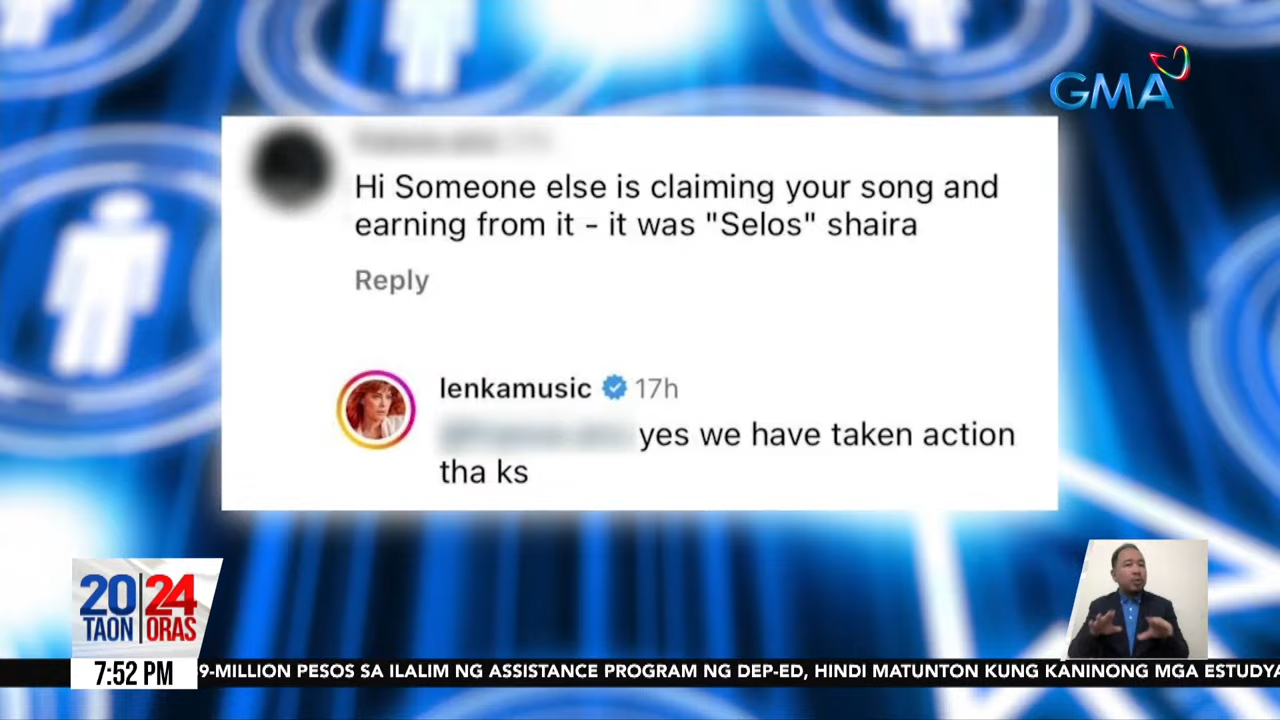 GMA
Hi Someone else is claiming your song and
earning from it - it was "Selos" shaira
Reply
lenkamusic 17h
yes we have taken action
tha ks
20 24
TAON ORAS
7:52 PM
9-MILLION PESOS SA ILALIM NG ASSISTANCE PROGRAM NG DEP-ED, HINDI MATUNTON KUNG KANINONG MGA ESTUDYA